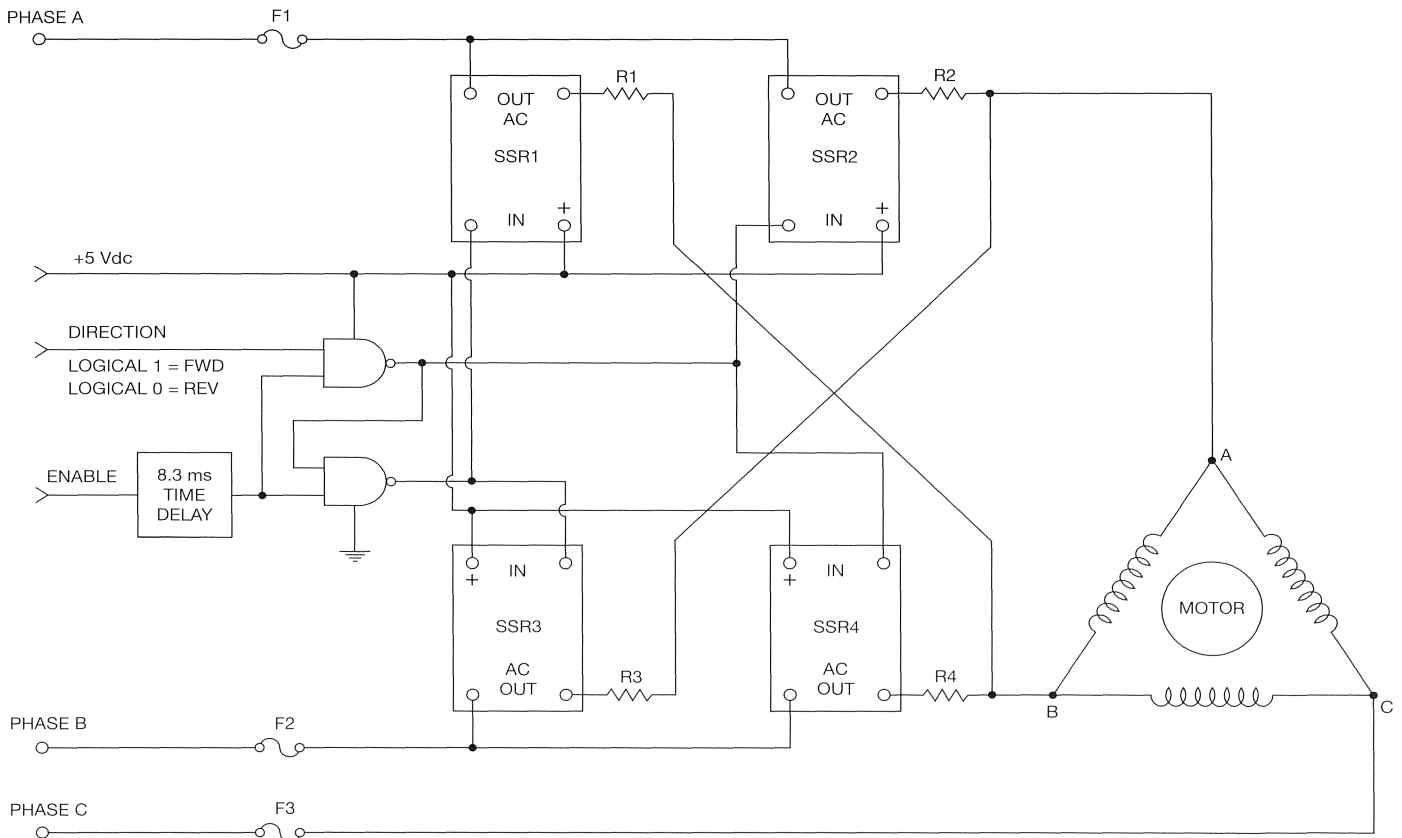 PHASE A
F1
R1
R2
OUT
AC
SSR1
IN
+
OUT
AC
SSR2
IN
+
+5 Vdc
DIRECTION
LOGICAL 1 = FWD
LOGICAL 0 = REV
ENABLE
8.3 ms
TIME
DELAY
A
+
IN
SSR3
AC
OUT
R3
+
IN
SSR4
AC
OUT
R4
MOTOR
B
C
PHASE B
F2
PHASE C
F3